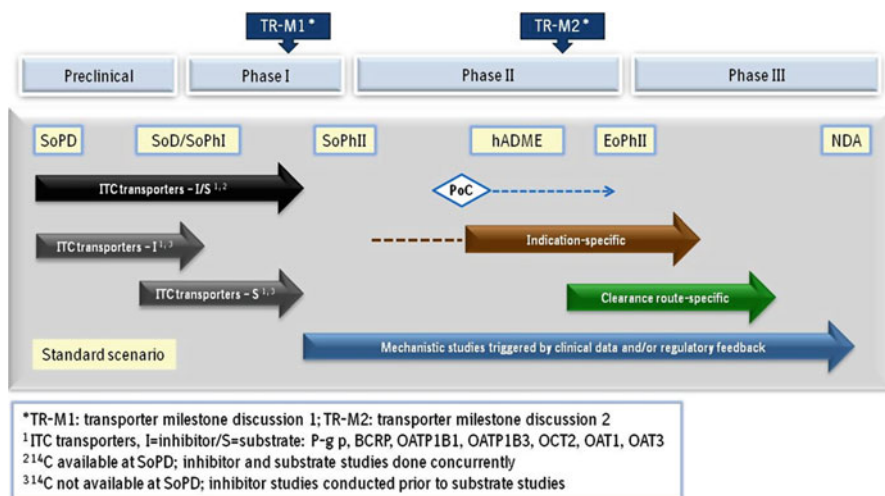 TR-M1*
TR-M2*
Preclinical
Phase I
Phase II
Phase III
SoPD
SoD/SoPhI
SoPhII
hADME
EoPhII
NDA
ITC transporters – I/S 1,2
PoC
ITC transporters – I 1,3
Indication-specific
ITC transporters – S 1,3
Clearance route-specific
Mechanistic studies triggered by clinical data and/or regulatory feedback
Standard scenario
*TR-M1: transporter milestone discussion 1; TR-M2: transporter milestone discussion 2
1ITC transporters, I=inhibitor/S=substrate: P-g p, BCRP, OATP1B1, OATP1B3, OCT2, OAT1, OAT3
2 14C available at SoPD; inhibitor and substrate studies done concurrently
3 14C not available at SoPD; inhibitor studies conducted prior to substrate studies